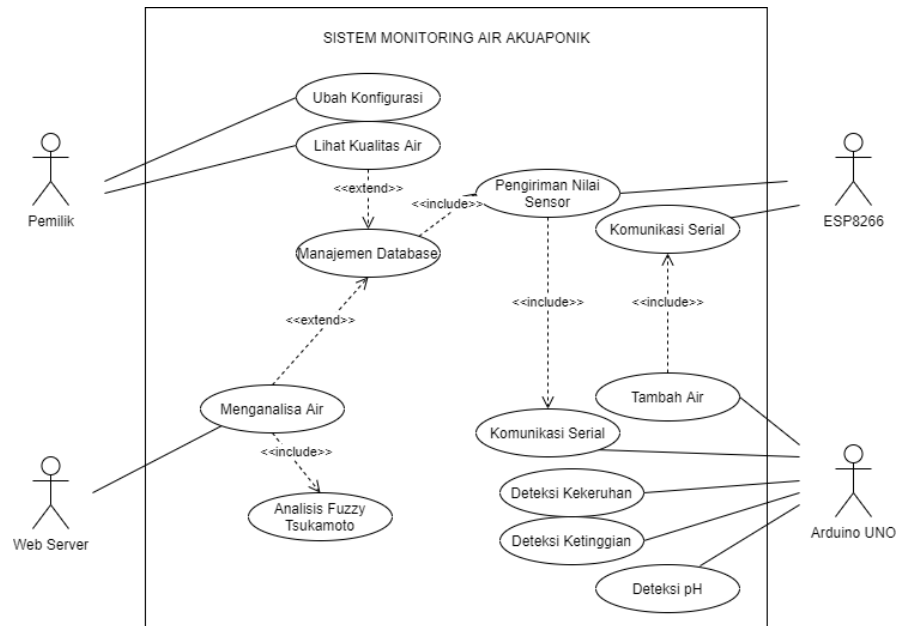 SISTEM MONITORING AIR AKUAPONIK
Ubah Konfigurasi
Lihat Kualitas Air
Pemilik
<<extend>>
<<include>>
Pengiriman Nilai
Sensor
ESP8266
Komunikasi Serial
Manajemen Database
<<extend>>
<<include>>
<<include>>
Menganalisa Air
Tambah Air
<<include>>
Komunikasi Serial
Analisis Fuzzy
Tsukamoto
Web Server
Deteksi Kekeruhan
Deteksi Ketinggian
Arduino UNO
Deteksi pH